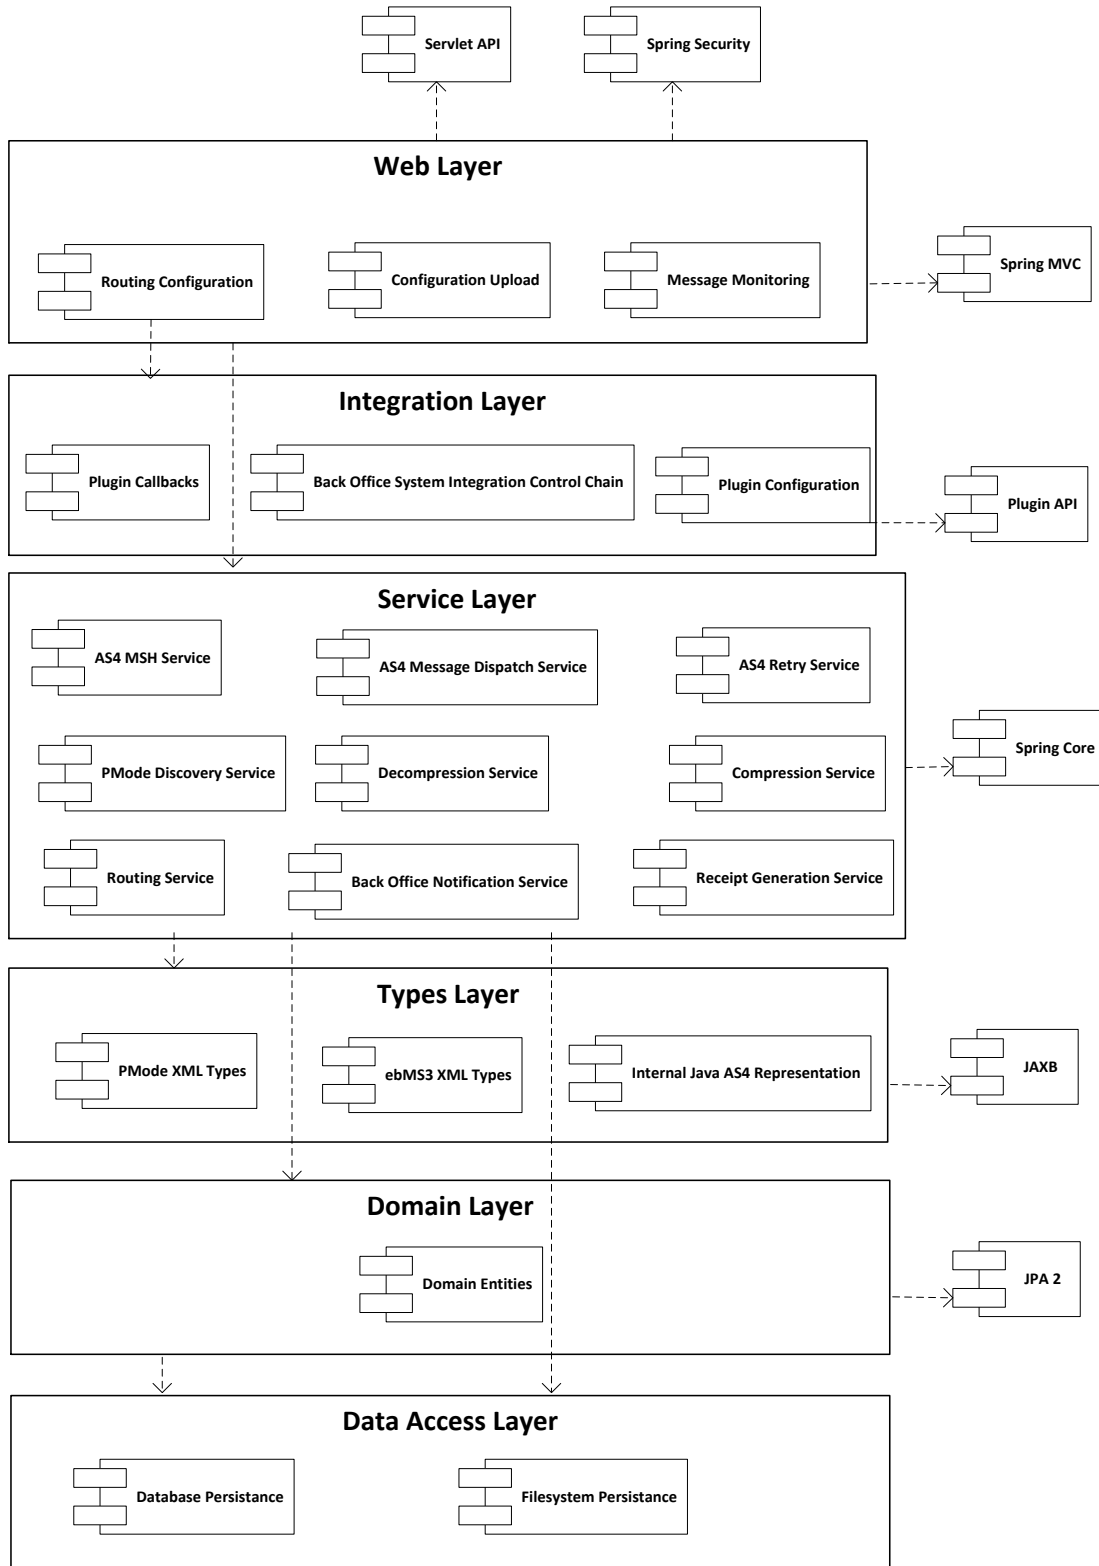 Servlet API
Spring Security
Web Layer
Routing Configuration
Configuration Upload
Message Monitoring
Spring MVC
Integration Layer
Plugin Callbacks
Back Office System Integration Control Chain
Plugin Configuration
Plugin API
Service Layer
AS4 MSH Service
AS4 Message Dispatch Service
AS4 Retry Service
PMode Discovery Service
Decompression Service
Compression Service
Spring Core
Routing Service
Back Office Notification Service
Receipt Generation Service
Types Layer
PMode XML Types
ebMS3 XML Types
Internal Java AS4 Representation
JAXB
Domain Layer
Domain Entities
JPA 2
Data Access Layer
Database Persistance
Filesystem Persistance